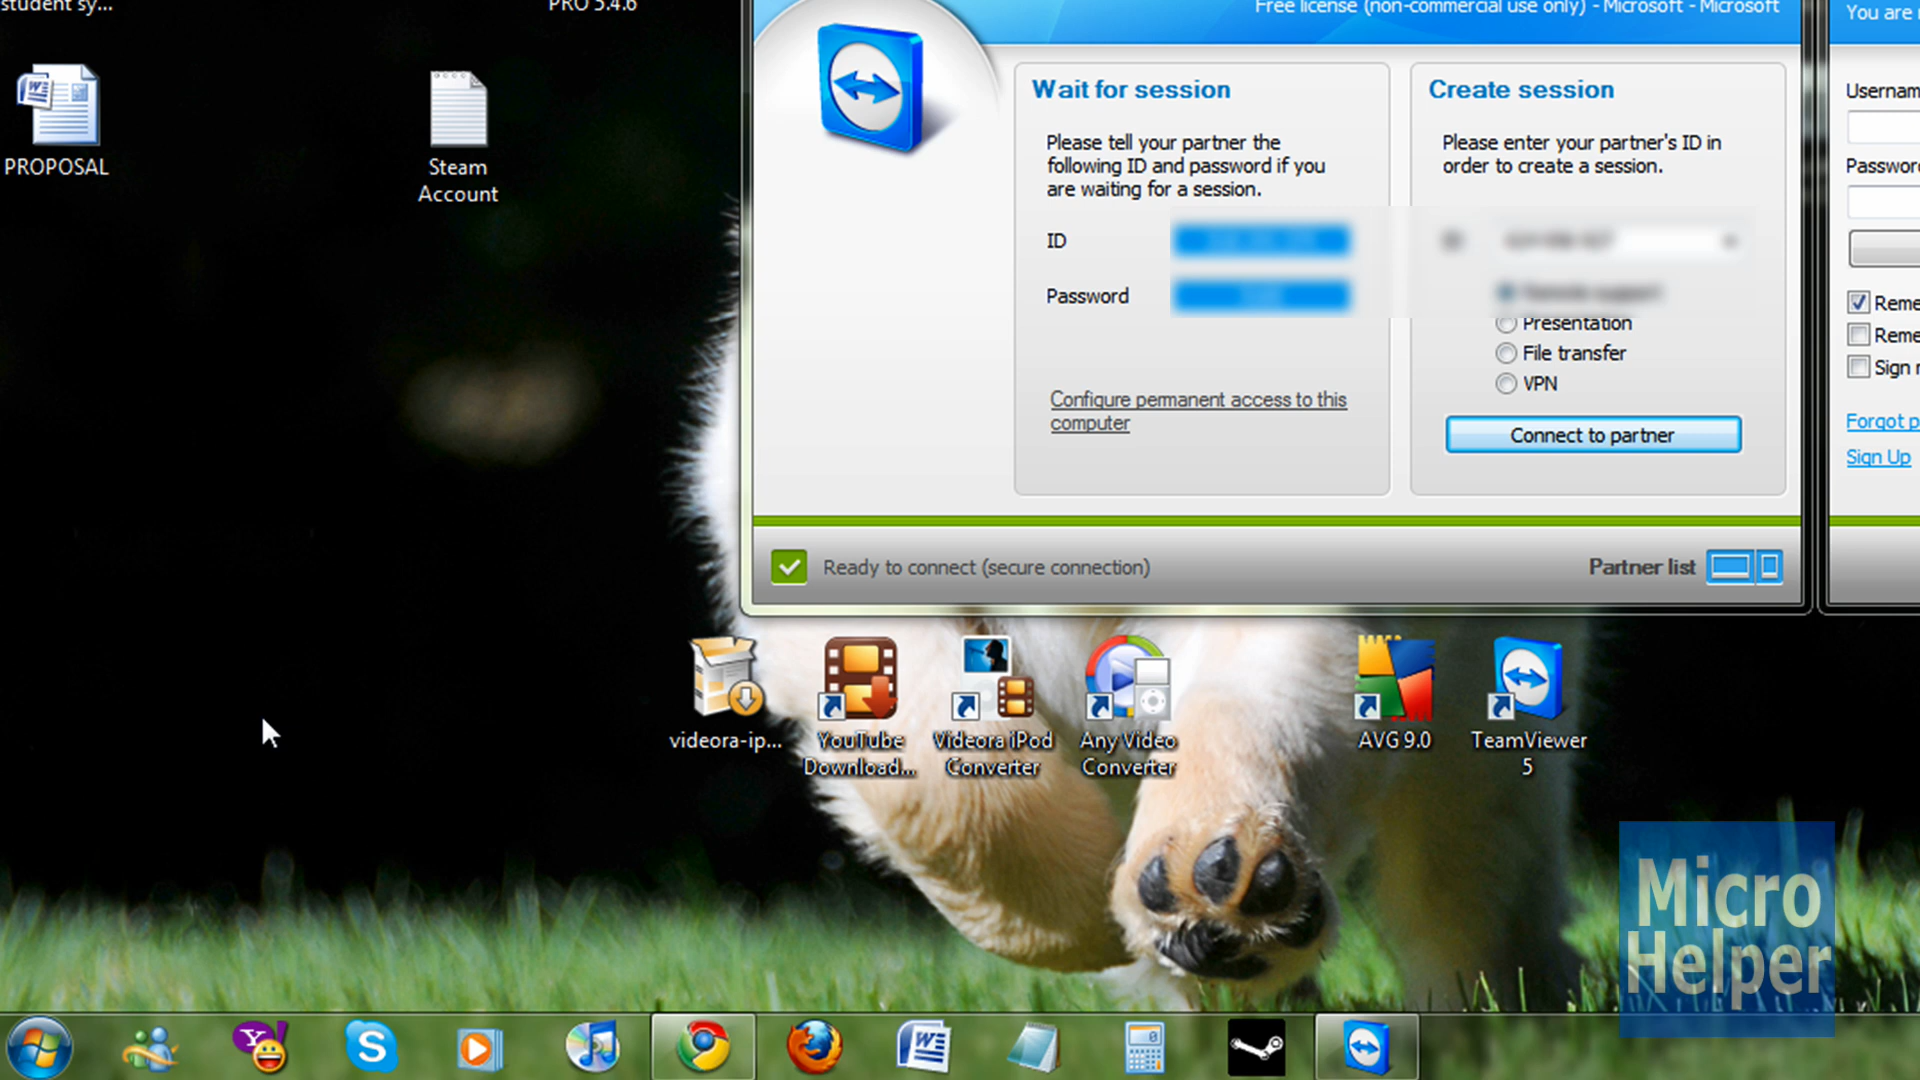 student sy...
PRO 5.4.6
PROPOSAL
Steam
Account
Free license (non-commercial use only) - Microsoft - Microsoft
Wait for session
Please tell your partner the
following ID and password if you
are waiting for a session.
ID
Password
Configure permanent access to this
computer
Create session
Please enter your partner's ID in
order to create a session.
Remote support
Presentation
File transfer
VPN
Connect to partner
Ready to connect (secure connection)
Partner list
You are
Usernam
Password
Reme
Reme
Sign
Forgot p
Sign Up
videora-ip...
YouTube
Download...
Videora iPod
Converter
Any Video
Converter
AVG 9.0
TeamViewer
5
Micro
Helper